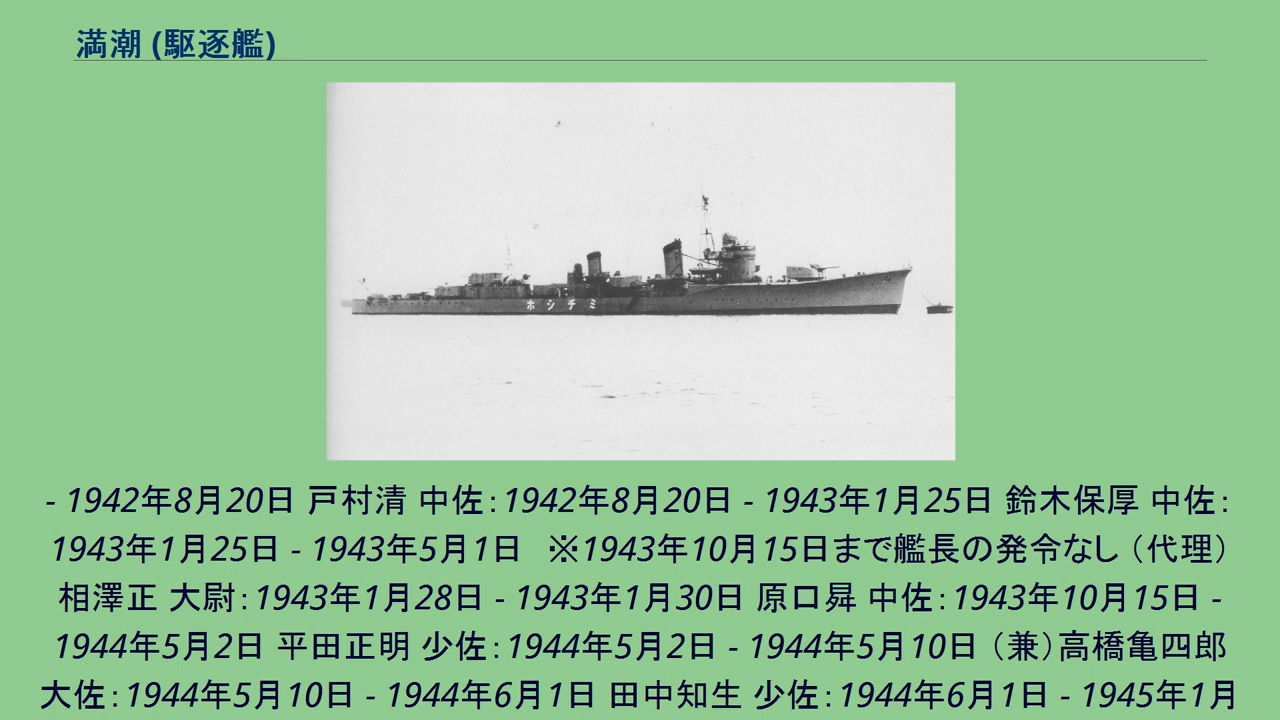 満潮 (駆逐艦)
ホシチミ
- 1942年8月20日 戸村清 中佐：1942年8月20日 - 1943年1月25日 鈴木保厚 中佐：
1943年1月25日 - 1943年5月1日　※1943年10月15日まで艦長の発令なし（代理）
相澤正 大尉：1943年1月28日 - 1943年1月30日 原口曻 中佐：1943年10月15日 -
1944年5月2日 平田正明 少佐：1944年5月2日 - 1944年5月10日（兼）高橋亀四郎
大佐：1944年5月10日 - 1944年6月1日 田中知生 少佐：1944年6月1日 - 1945年1月